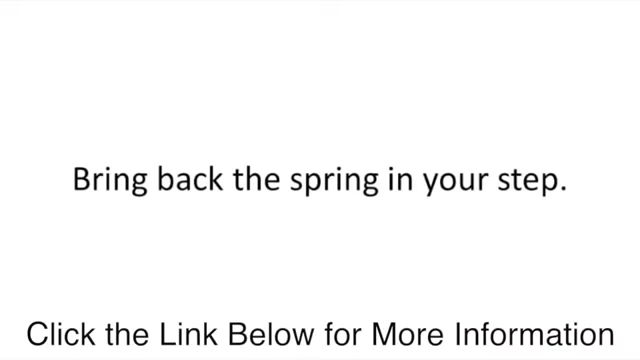 Bring back the spring in your step.
Click the Link Below for More Information